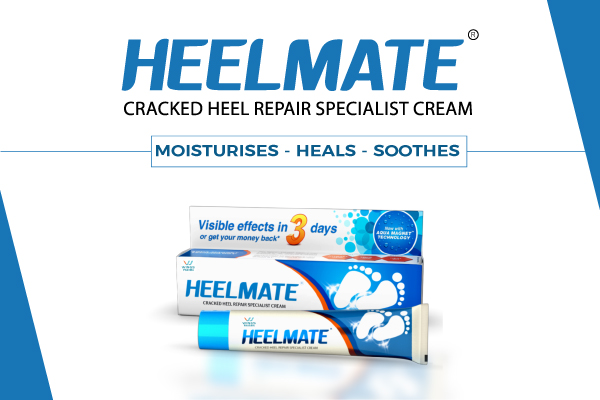 HEELMATE®
CRACKED HEEL REPAIR SPECIALIST CREAM
MOISTURISES - HEALS - SOOTHES
Visible effects in 3 days
or get your money back*
Now with
AQUA MAGNET
TECHNOLOGY
HEELMATE
CRACKED HEEL REPAIR SPECIALIST CREAM
HEELMATE
CRACKED HEEL REPAIR SPECIALIST CREAM